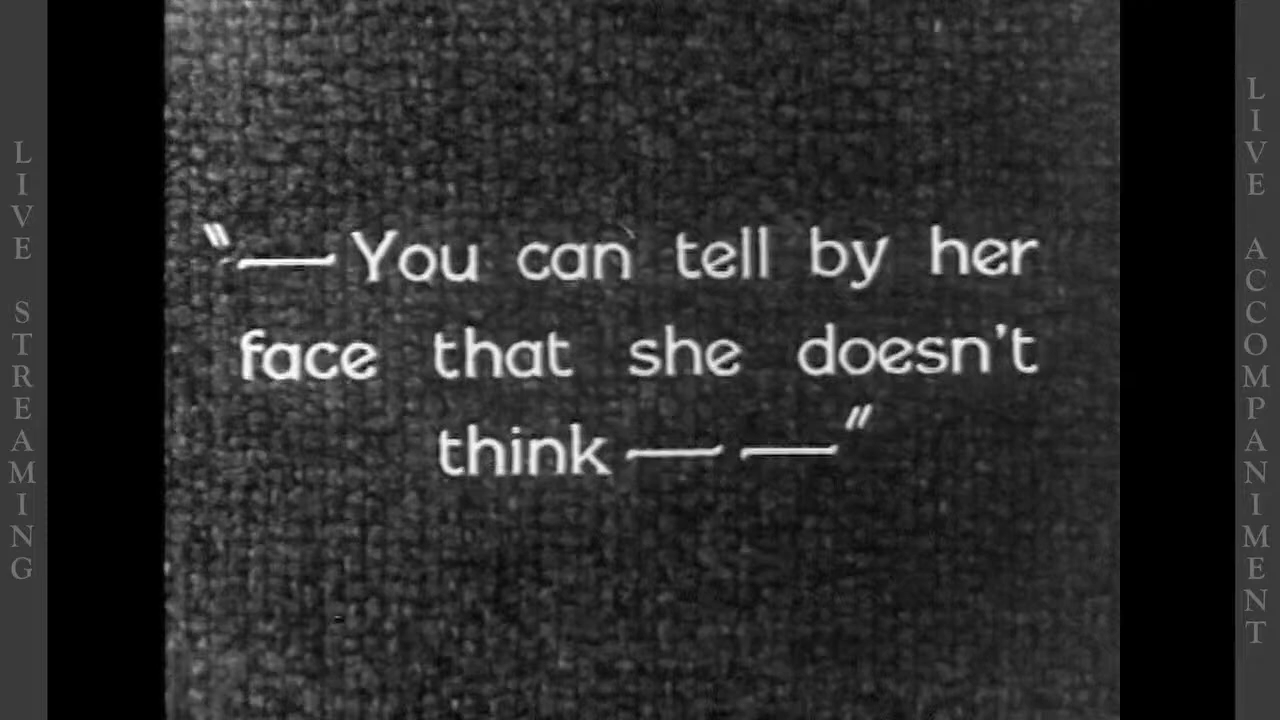 LIVE STREAMING
"— You can tell by her
face that she doesn't
think — —"
LIVE ACCOMPANIMENT